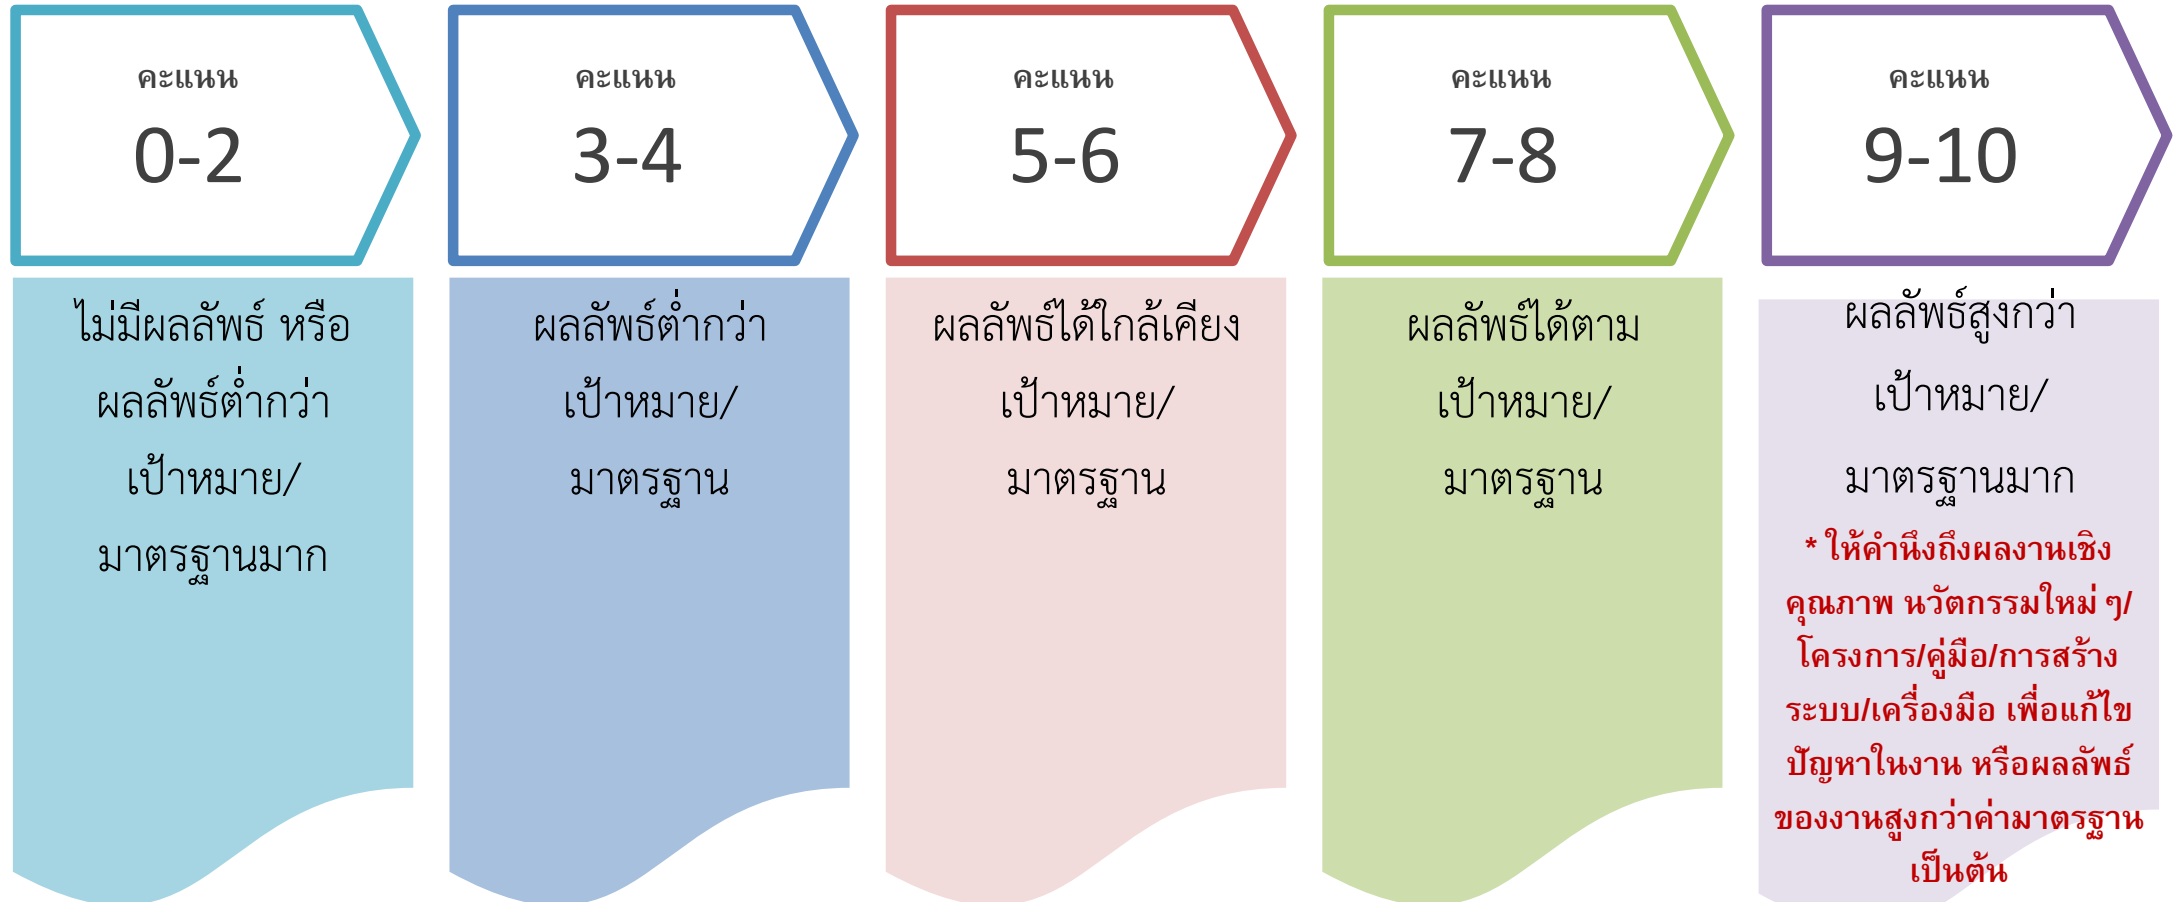 คะแนน
0-2
ไม่มีผลลัพธ์ หรือ
ผลลัพธ์ต่ำกว่า
เป้าหมาย/
มาตรฐานมาก
คะแนน
3-4
ผลลัพธ์ต่ำกว่า
เป้าหมาย/
มาตรฐาน
คะแนน
5-6
ผลลัพธ์ได้ใกล้เคียง
เป้าหมาย/
มาตรฐาน
คะแนน
7-8
ผลลัพธ์ได้ตาม
เป้าหมาย/
มาตรฐาน
คะแนน
9-10
ผลลัพธ์สูงกว่า
เป้าหมาย/
มาตรฐานมาก
* ให้คำนึงถึงผลงานเชิง
คุณภาพ นวัตกรรมใหม่ ๆ/
โครงการ/คู่มือ/การสร้าง
ระบบ/เครื่องมือ เพื่อแก้ไข
ปัญหาในงาน หรือผลลัพธ์
ของงานสูงกว่าค่ามาตรฐาน
เป็นต้น